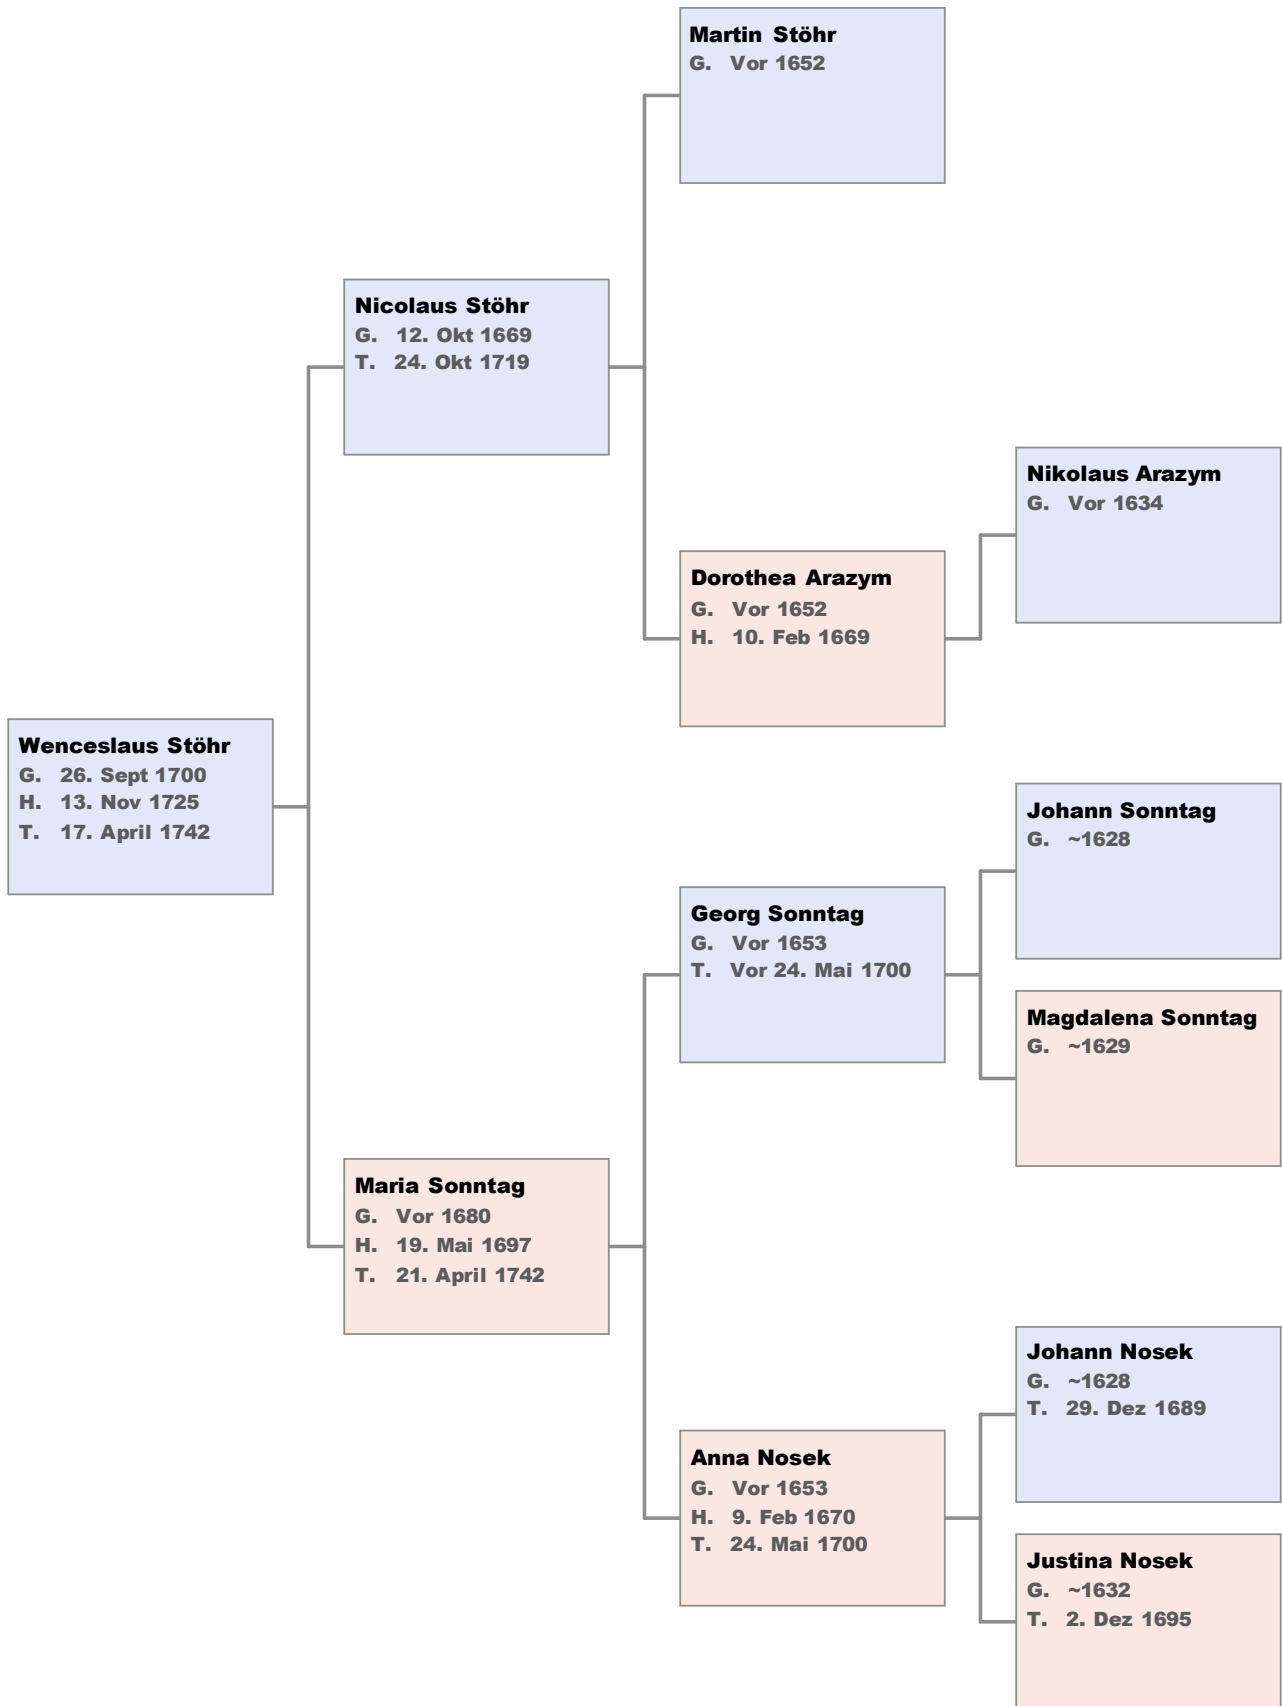 Martin Stöhr
G. Vor 1652
Nicolaus Stöhr
G. 12. Okt 1669
T. 24. Okt 1719
Nikolaus Arazym
G. Vor 1634
Dorothea Arazym
G. Vor 1652
H. 10. Feb 1669
Wenceslaus Stöhr
G. 26. Sept 1700
H. 13. Nov 1725
T. 17. April 1742
Johann Sonntag
G. ~1628
Georg Sonntag
G. Vor 1653
T. Vor 24. Mai 1700
Magdalena Sonntag
G. ~1629
Maria Sonntag
G. Vor 1680
H. 19. Mai 1697
T. 21. April 1742
Johann Nosek
G. ~1628
T. 29. Dez 1689
Anna Nosek
G. Vor 1653
H. 9. Feb 1670
T. 24. Mai 1700
Justina Nosek
G. ~1632
T. 2. Dez 1695